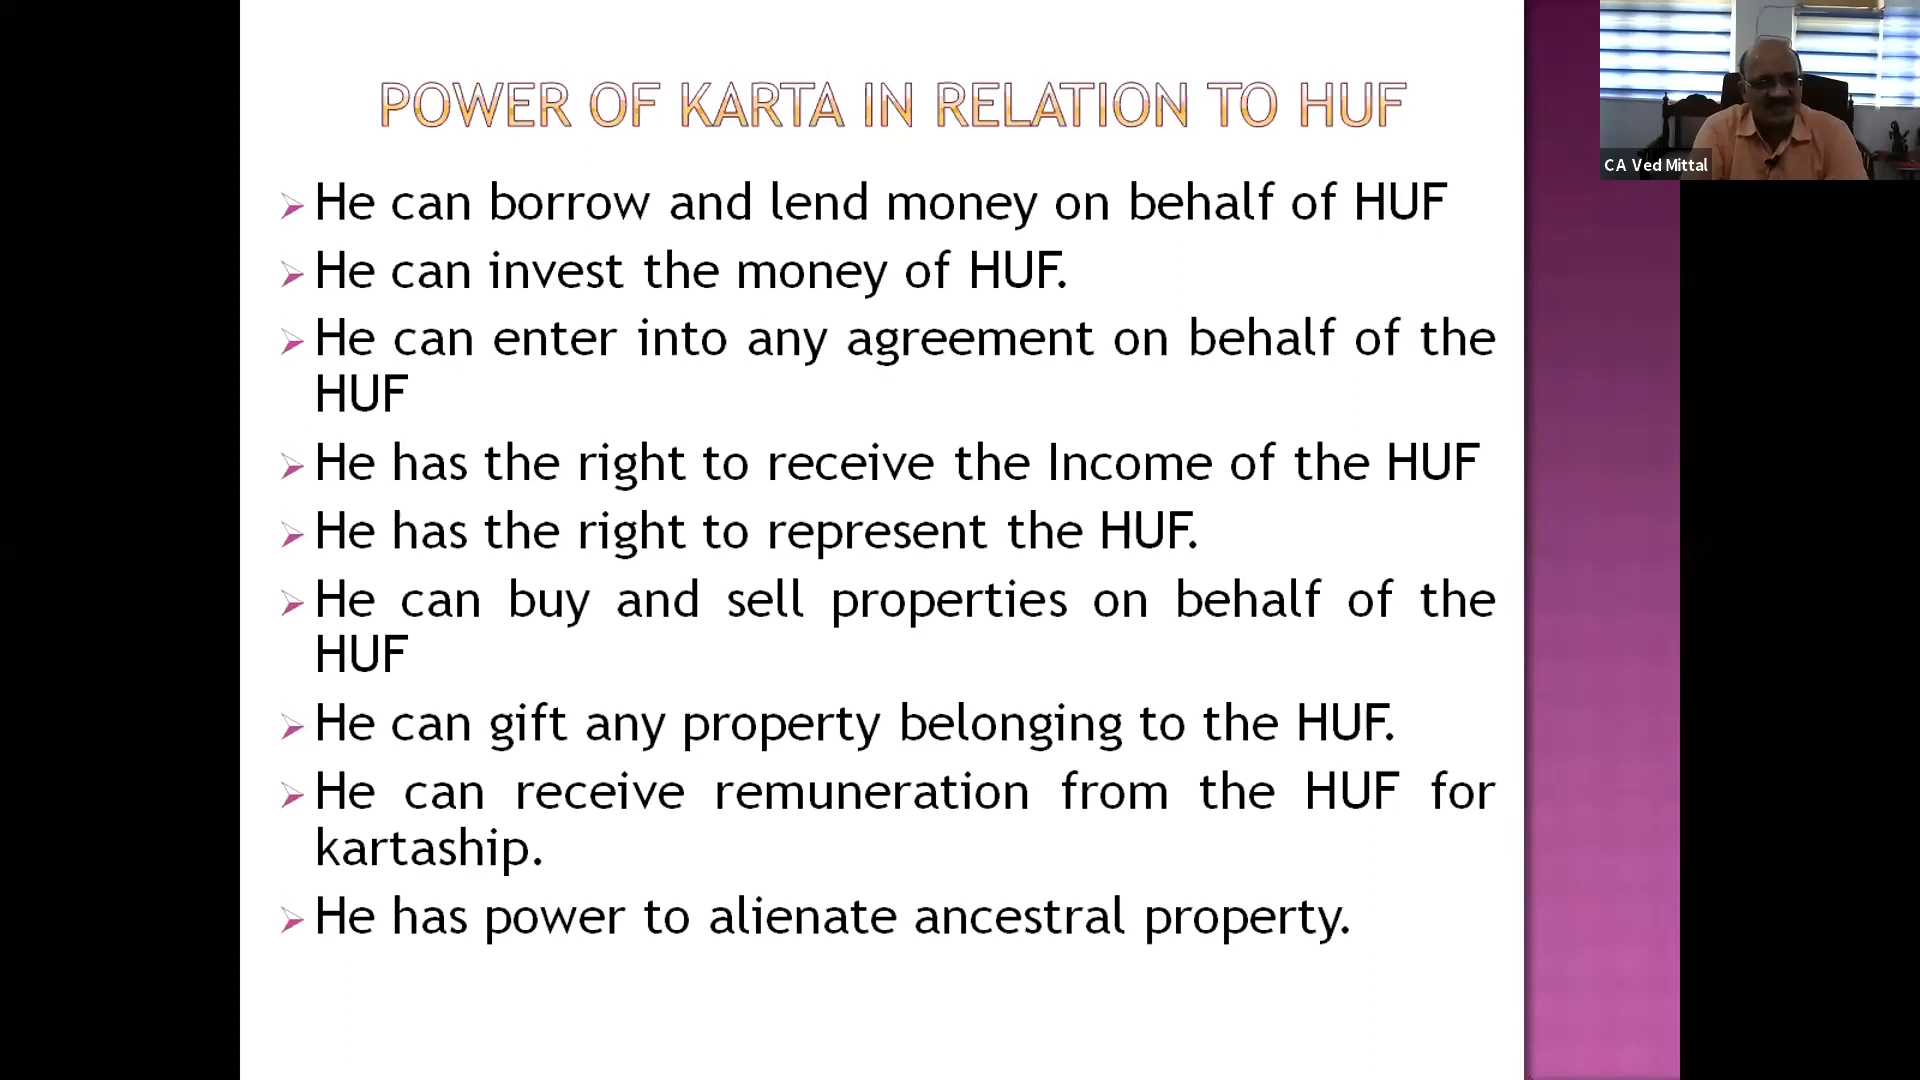 POWER OF KARTA IN RELATION TO HUF
CA Ved Mittal
He can borrow and lend money on behalf of HUF
He can invest the money of HUF.
He can enter into any agreement on behalf of the
HUF
He has the right to receive the Income of the HUF
He has the right to represent the HUF.
He can buy and sell properties on behalf of the
HUF
He can gift any property belonging to the HUF.
He can receive remuneration from the HUF for
kartaship.
He has power to alienate ancestral property.